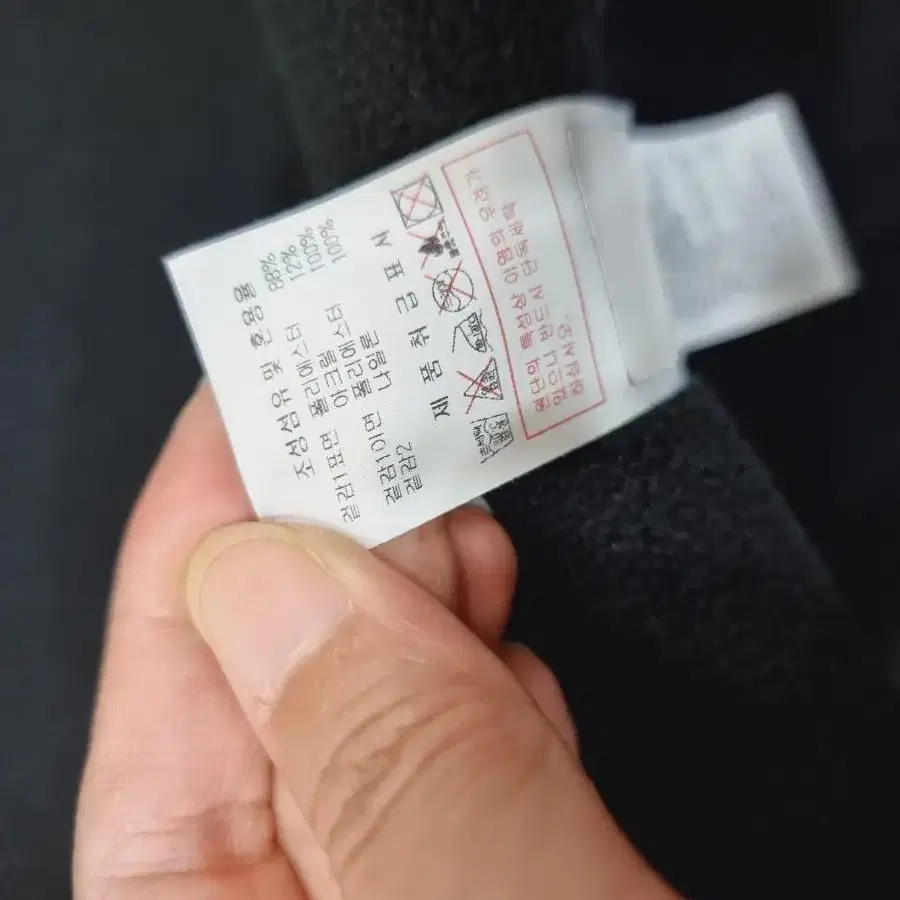 조성섬유 및 혼용율
겉감1표면 폴리에스터 88%
아크릴 12%
겉감1이면 폴리에스터 100%
겉감2 나일론 100%
제 품 취 급 표 시
원단의 특성상 이염의 우려가
있으니 반드시 단독세탁
하십시오.